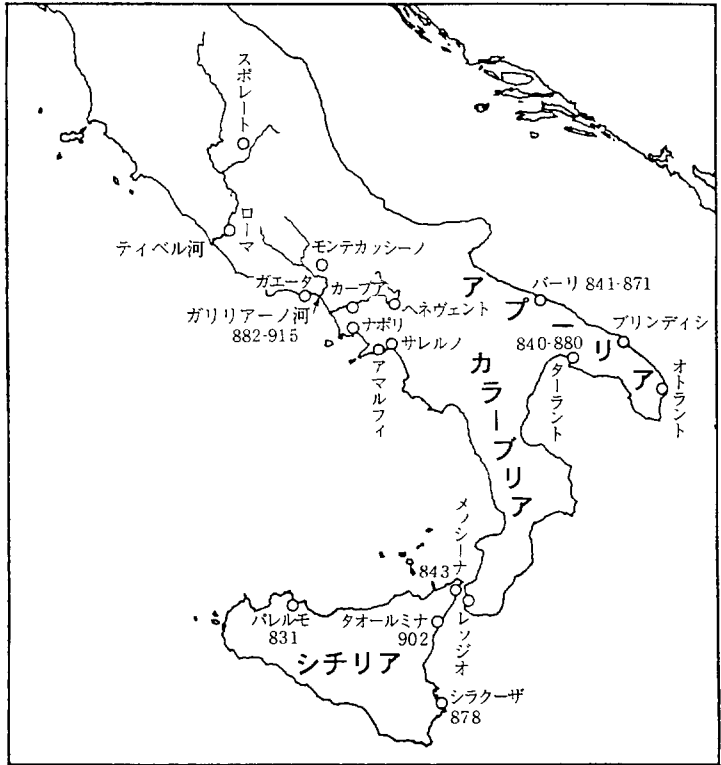 スポレート
ローマ
ティベル河
モンテカッシーノ
ガエータ
カープア
ガリリアーノ河
882-915
ヘネヴェント
ナポリ
サレルノ
アマルフィ
アプーリア
バーリ 841-871
ブリンディシ
840-880
ターラント
オトラント
カラーブリア
メッシーナ
843
レッジオ
パレルモ
831
タオールミナ
902
シチリア
シラクーザ
878